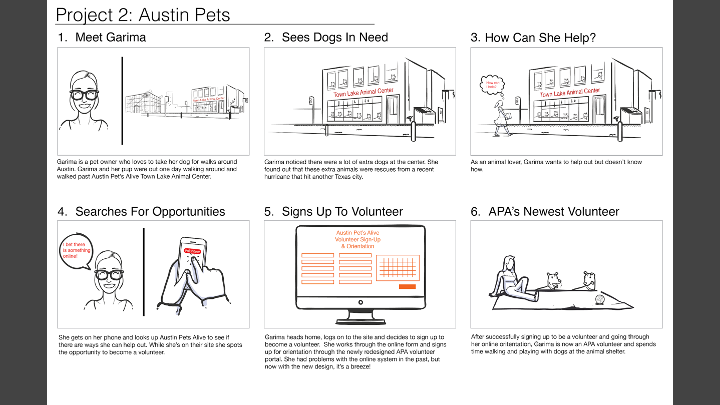 Project 2: Austin Pets
1. Meet Garima
2. Sees Dogs In Need
3. How Can She Help?
Town Lake Animal Center
Town Lake Animal Center
Garima is a pet owner who loves to take her dog for walks around
Austin. Garima and her pup were out one day walking around and
walked past Austin Pet's Alive Town Lake Animal Center.
Garima noticed there were a lot of extra dogs at the center. She
found out that these extra animals were rescues from a recent
hurricane that hit another Texas city.
As an animal lover, Garima wants to help out but doesn't know
how.
4. Searches For Opportunities
5. Signs Up To Volunteer
6. APA's Newest Volunteer
I bet there
is something
online!
Austin Pet's Alive
Volunteer Sign-Up
& Orientation
She gets on her phone and looks up Austin Pets Alive to see if
there are ways she can help out. While she's on their site she spots
the opportunity to become a volunteer.
Garima heads home, logs on to the site and decides to sign up to
become a volunteer. She works through the online form and signs
up for orientation through the newly redesigned APA volunteer
portal. She had problems with the online system in the past, but
now with the new design, it's a breeze!
After successfully signing up to be a volunteer and going through
her online orientation, Garima is now an APA volunteer and spends
time walking and playing with dogs at the animal shelter.